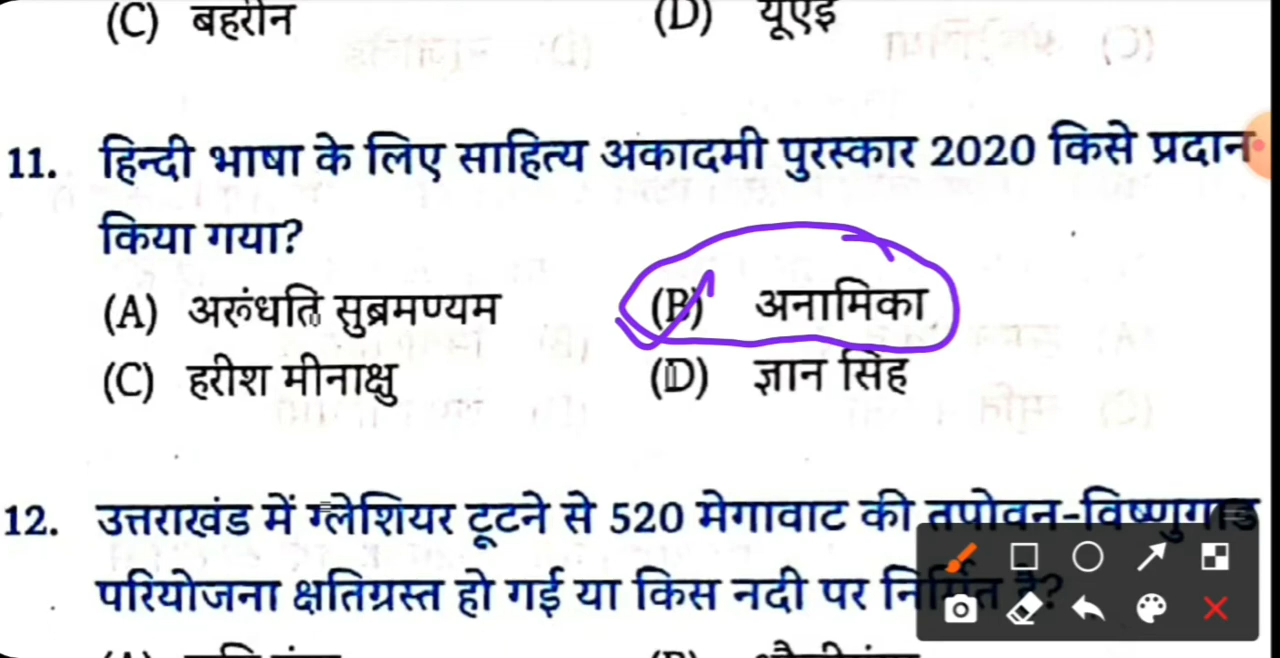 (C) बहरीन (D) यूएई
11. हिन्दी भाषा के लिए साहित्य अकादमी पुरस्कार 2020 किसे प्रदान
किया गया?
(A) अरुंधति सुब्रमण्यम (B) अनामिका
(C) हरीश मीनाक्षु (D) ज्ञान सिंह
12. उत्तराखंड में ग्लेशियर टूटने से 520 मेगावाट की तपोवन-विष्णुगाड
परियोजना क्षतिग्रस्त हो गई या किस नदी पर निर्मित है?